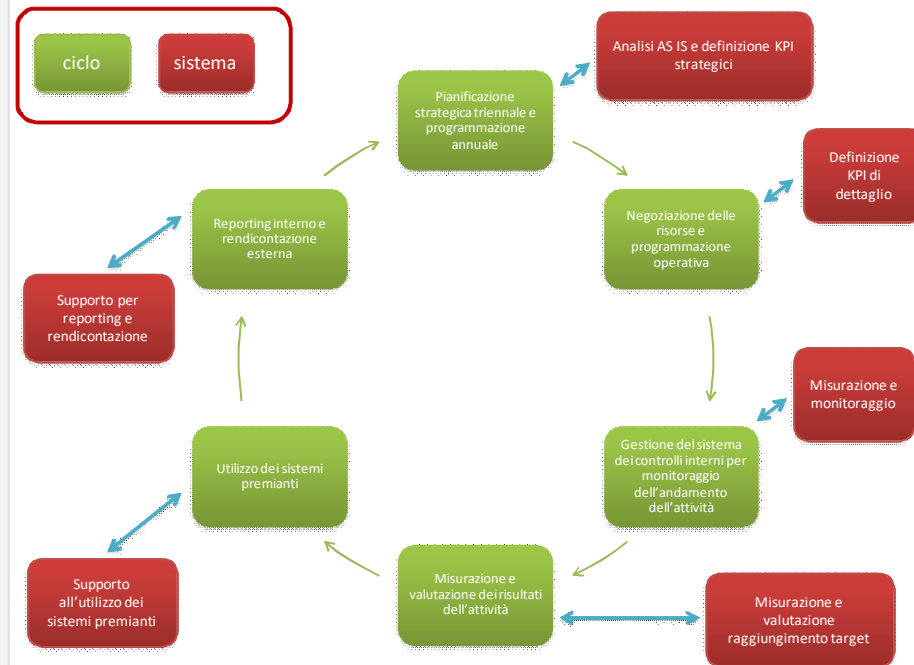 ciclo
sistema
Analisi AS IS e definizione KPI
strategici
Pianificazione
strategica triennale e
programmazione
annuale
Definizione
KPI di
dettaglio
Negoziazione delle
risorse e
programmazione
operativa
Reporting interno e
rendicontazione
esterna
Supporto per
reporting e
rendicontazione
Misurazione e
monitoraggio
Gestione del sistema
dei controlli interni per
monitoraggio
dell'andamento
dell'attività
Utilizzo dei sistemi
premianti
Misurazione e
valutazione dei risultati
dell'attività
Supporto
all'utilizzo dei
sistemi premianti
Misurazione e
valutazione
raggiungimento target